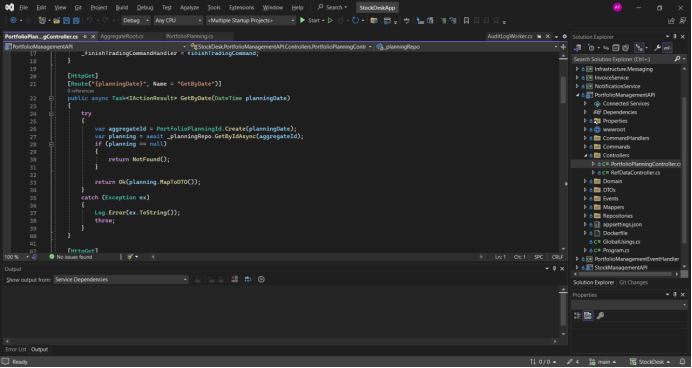 File Edit View Git Project Build Debug Test Analyze Tools Extensions Window Help Search StockDeskApp
Debug Any CPU <Multiple Startup Projects> Start
PortfolioPlan...gController.cs AggregateRoot.cs PortfolioPlanning.cs AuditLogWorker.cs
PortfolioManagementAPI StockDesk.PortfolioManagementAPI.Controllers.PortfolioPlanningContr _planningRepo
17 _finishTradingCommandHandler = finishTradingCommand;
18 }
19
20 [HttpGet]
21 [Route("{planningDate}", Name = "GetByDate")]
0 references
22 public async Task<IActionResult> GetByDate(DateTime planningDate)
23 {
24 try
25 {
26 var aggregateId = PortfolioPlanningId.Create(planningDate);
27 var planning = await _planningRepo.GetByIdAsync(aggregateId);
28 if (planning == null)
29 {
30 return NotFound();
31 }
32
33 return Ok(planning.MapToDTO());
34 }
35 catch (Exception ex)
36 {
37 Log.Error(ex.ToString());
38 throw;
39 }
40 }
[HttpGet]
100 % No issues found Ln: 1 Ch: 1 SPC CRLF
Output
Show output from: Service Dependencies
Error List Output
Solution Explorer
Search Solution Explorer (Ctrl+;)
Infrastructure.Messaging
InvoiceService
NotificationService
PortfolioManagementAPI
Connected Services
Dependencies
Properties
wwwroot
CommandHandlers
Commands
Controllers
PortfolioPlanningController.cs
RefDataController.cs
Domain
DTOs
Events
Mappers
Repositories
appsettings.json
Dockerfile
GlobalUsings.cs
Program.cs
PortfolioManagementEventHandler
StockManagementAPI
Solution Explorer Git Changes
Properties
Ready 0 / 0 4 main StockDesk